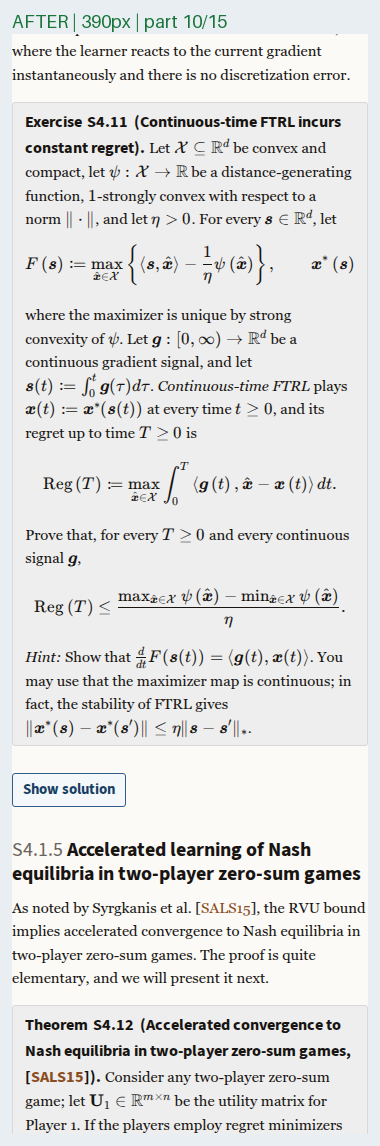 AFTER | 390px | part 10/15
where the learner reacts to the current gradient
instantaneously and there is no discretization error.
Exercise S4.11 (Continuous-time FTRL incurs
constant regret). Let 𝒳 ⊆ ℝᵈ be convex and
compact, let ψ : 𝒳 → ℝ be a distance-generating
function, 1-strongly convex with respect to a
norm ‖ · ‖, and let η > 0. For every s ∈ ℝᵈ, let
F (s) := max_{x̂∈𝒳} {⟨s, x̂⟩ − 1/η ψ (x̂)}, x* (s)
where the maximizer is unique by strong
convexity of ψ. Let g : [0, ∞) → ℝᵈ be a
continuous gradient signal, and let
s(t) := ∫₀ᵗ g(τ)dτ. Continuous-time FTRL plays
x(t) := x*(s(t)) at every time t ≥ 0, and its
regret up to time T ≥ 0 is
Reg (T) := max_{x̂∈𝒳} ∫₀ᵀ ⟨g (t) , x̂ − x (t)⟩ dt.
Prove that, for every T ≥ 0 and every continuous
signal g,
Reg (T) ≤ (max_{x̂∈𝒳} ψ (x̂) − min_{x̂∈𝒳} ψ (x̂)) / η.
Hint: Show that d/dt F(s(t)) = ⟨g(t), x(t)⟩. You
may use that the maximizer map is continuous; in
fact, the stability of FTRL gives
‖x*(s) − x*(s′)‖ ≤ η‖s − s′‖_*.
Show solution
S4.1.5 Accelerated learning of Nash
equilibria in two-player zero-sum games
As noted by Syrgkanis et al. [SALS15], the RVU bound
implies accelerated convergence to Nash equilibria in
two-player zero-sum games. The proof is quite
elementary, and we will present it next.
Theorem S4.12 (Accelerated convergence to
Nash equilibria in two-player zero-sum games,
[SALS15]). Consider any two-player zero-sum
game; let U₁ ∈ ℝ^{m×n} be the utility matrix for
Player 1. If the players employ regret minimizers